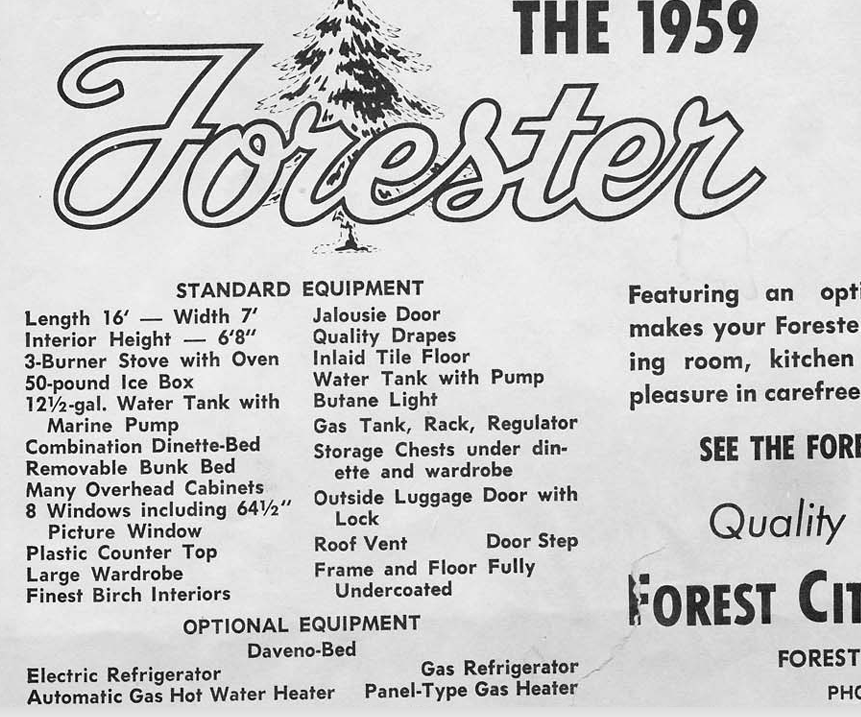 THE 1959
Forester
STANDARD EQUIPMENT
Length 16' — Width 7'
Interior Height — 6'8"
3-Burner Stove with Oven
50-pound Ice Box
12½-gal. Water Tank with
Marine Pump
Combination Dinette-Bed
Removable Bunk Bed
Many Overhead Cabinets
8 Windows including 64½"
Picture Window
Plastic Counter Top
Large Wardrobe
Finest Birch Interiors
Jalousie Door
Quality Drapes
Inlaid Tile Floor
Water Tank with Pump
Butane Light
Gas Tank, Rack, Regulator
Storage Chests under din-
ette and wardrobe
Outside Luggage Door with
Lock
Roof Vent Door Step
Frame and Floor Fully
Undercoated
OPTIONAL EQUIPMENT
Daveno-Bed
Electric Refrigerator Gas Refrigerator
Automatic Gas Hot Water Heater Panel-Type Gas Heater
Featuring an opti
makes your Foreste
ing room, kitchen
pleasure in carefree
SEE THE FORE
Quality
FOREST CIT
FOREST
PHO